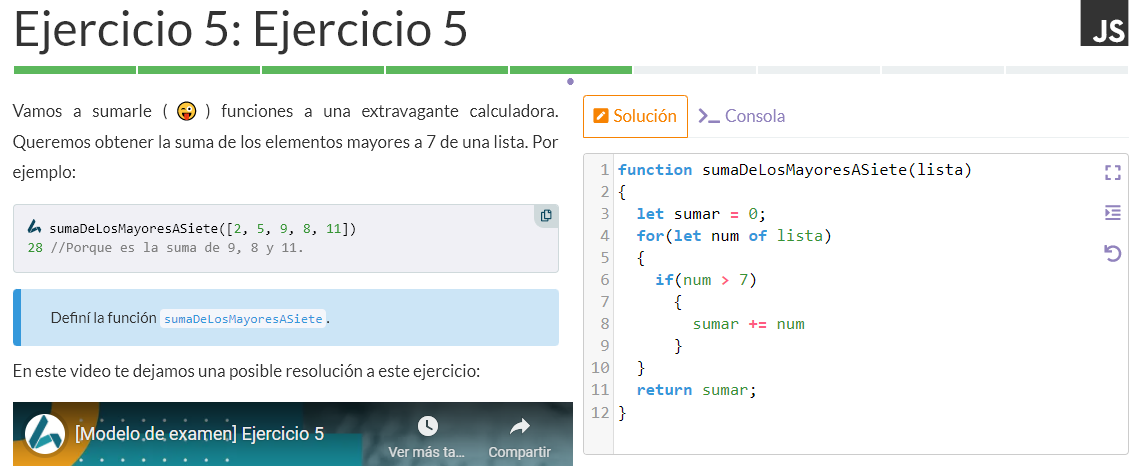 Ejercicio 5: Ejercicio 5
JS
Vamos a sumarle ( 😜 ) funciones a una extravagante calculadora.
Queremos obtener la suma de los elementos mayores a 7 de una lista. Por
ejemplo:
sumaDeLosMayoresASiete([2, 5, 9, 8, 11])
28 //Porque es la suma de 9, 8 y 11.
Definí la función sumaDeLosMayoresASiete.
En este video te dejamos una posible resolución a este ejercicio:
[Modelo de examen] Ejercicio 5
Ver más ta...
Compartir
Solución
Consola
1 function sumaDeLosMayoresASiete(lista)
2 {
3   let sumar = 0;
4   for(let num of lista)
5   {
6     if(num > 7)
7       {
8         sumar += num
9       }
10   }
11   return sumar;
12 }